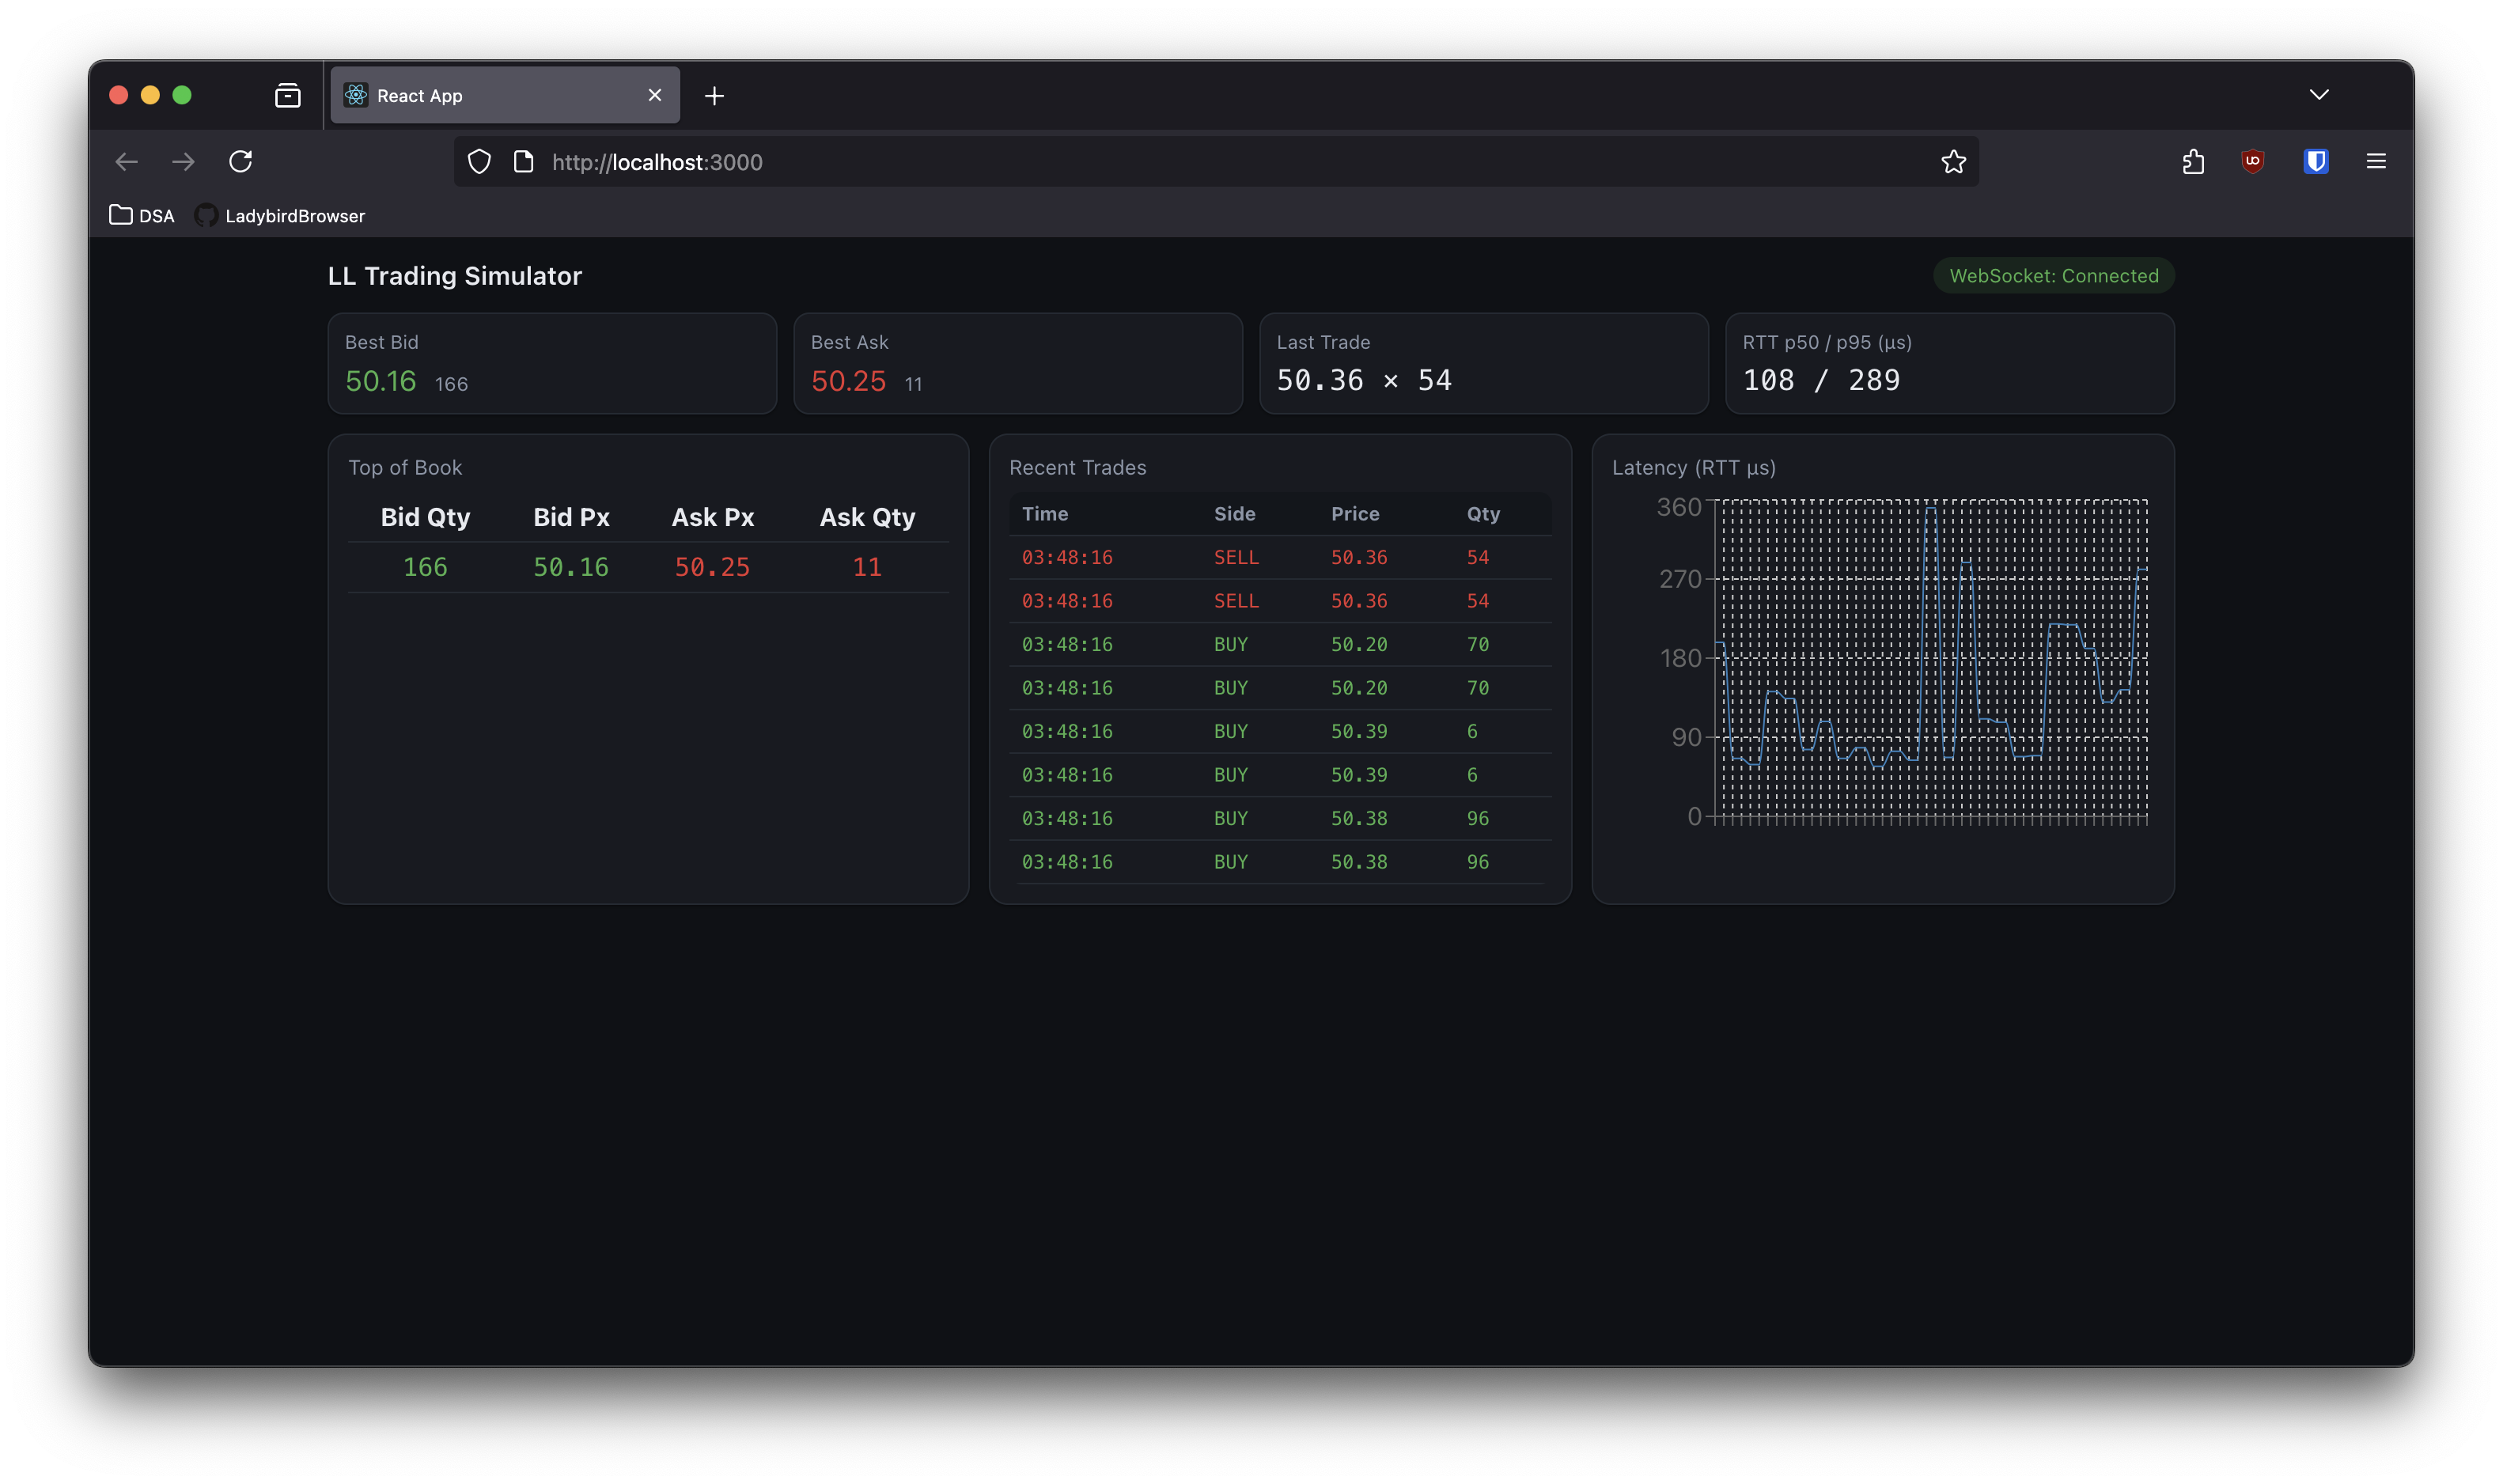 React App
http://localhost:3000
DSA LadybirdBrowser
LL Trading Simulator
WebSocket: Connected
Best Bid
50.16 166
Best Ask
50.25 11
Last Trade
50.36 × 54
RTT p50 / p95 (µs)
108 / 289
Top of Book
Bid Qty Bid Px Ask Px Ask Qty
166 50.16 50.25 11
Recent Trades
Time Side Price Qty
03:48:16 SELL 50.36 54
03:48:16 SELL 50.36 54
03:48:16 BUY 50.20 70
03:48:16 BUY 50.20 70
03:48:16 BUY 50.39 6
03:48:16 BUY 50.39 6
03:48:16 BUY 50.38 96
03:48:16 BUY 50.38 96
Latency (RTT µs)
360
270
180
90
0